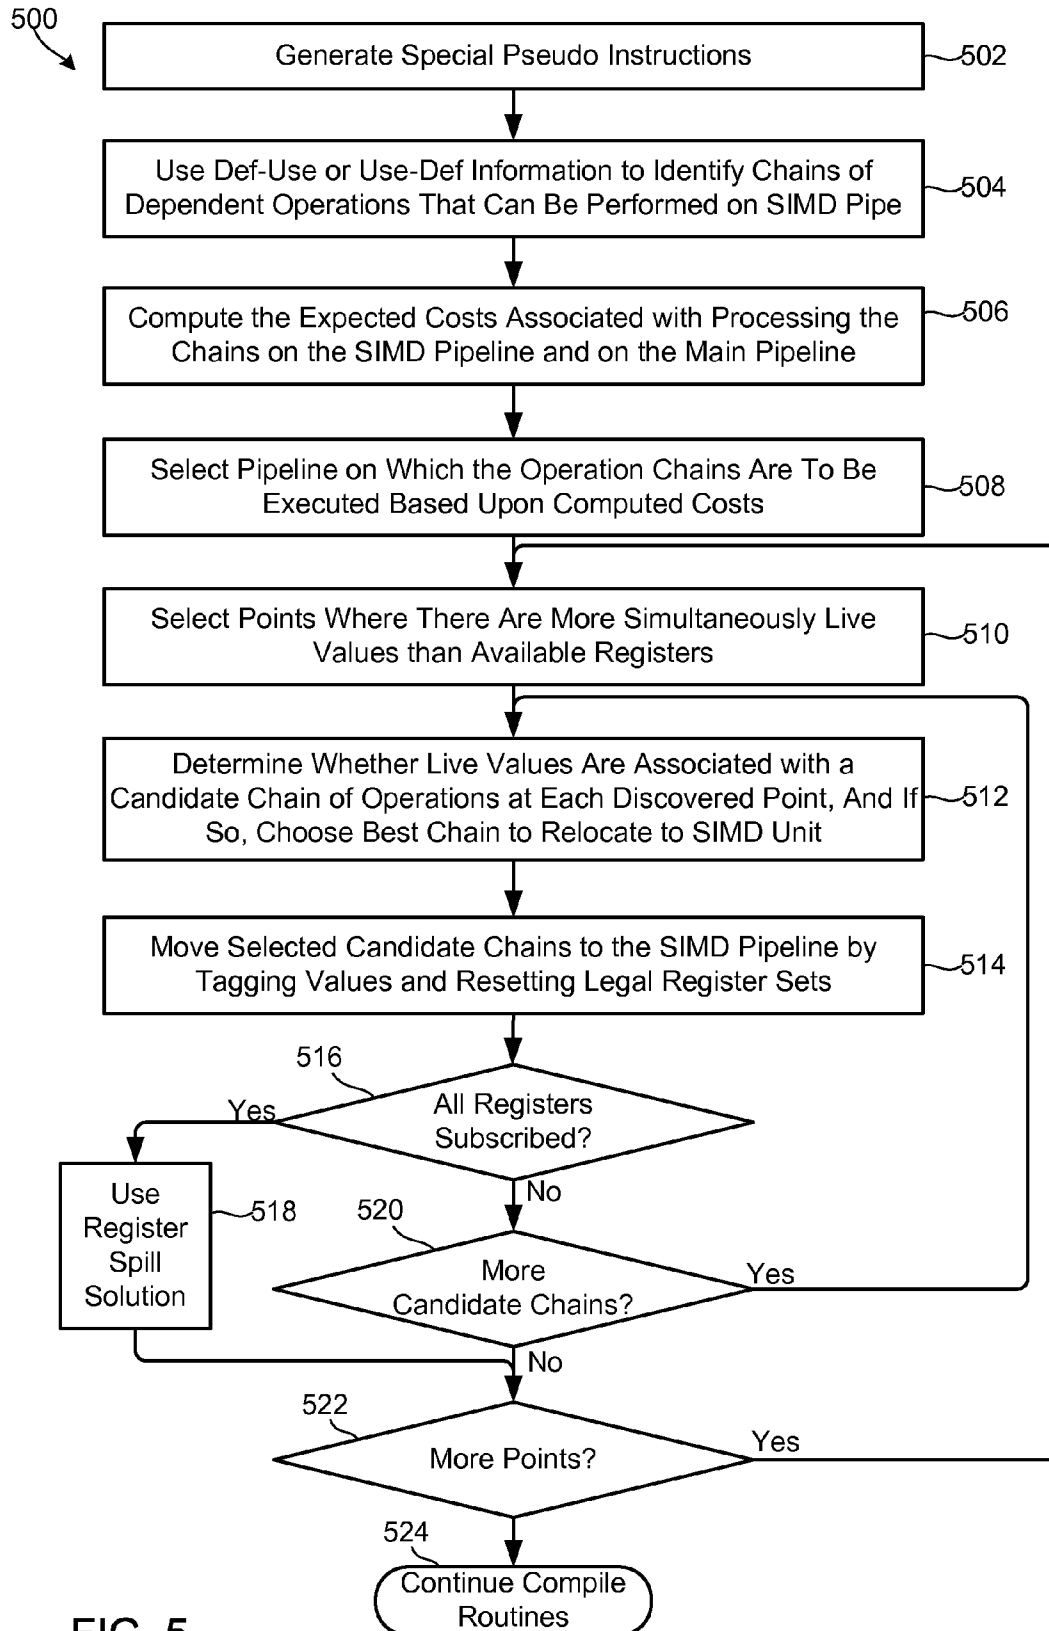 500
Generate Special Pseudo Instructions
502
Use Def-Use or Use-Def Information to Identify Chains of
Dependent Operations That Can Be Performed on SIMD Pipe
504
Compute the Expected Costs Associated with Processing the
Chains on the SIMD Pipeline and on the Main Pipeline
506
Select Pipeline on Which the Operation Chains Are To Be
Executed Based Upon Computed Costs
508
Select Points Where There Are More Simultaneously Live
Values than Available Registers
510
Determine Whether Live Values Are Associated with a
Candidate Chain of Operations at Each Discovered Point, And If
So, Choose Best Chain to Relocate to SIMD Unit
512
Move Selected Candidate Chains to the SIMD Pipeline by
Tagging Values and Resetting Legal Register Sets
514
516
All Registers
Subscribed?
Yes
No
Use
Register
Spill
Solution
518
520
More
Candidate Chains?
Yes
No
522
More Points?
Yes
524
Continue Compile
Routines
FIG. 5